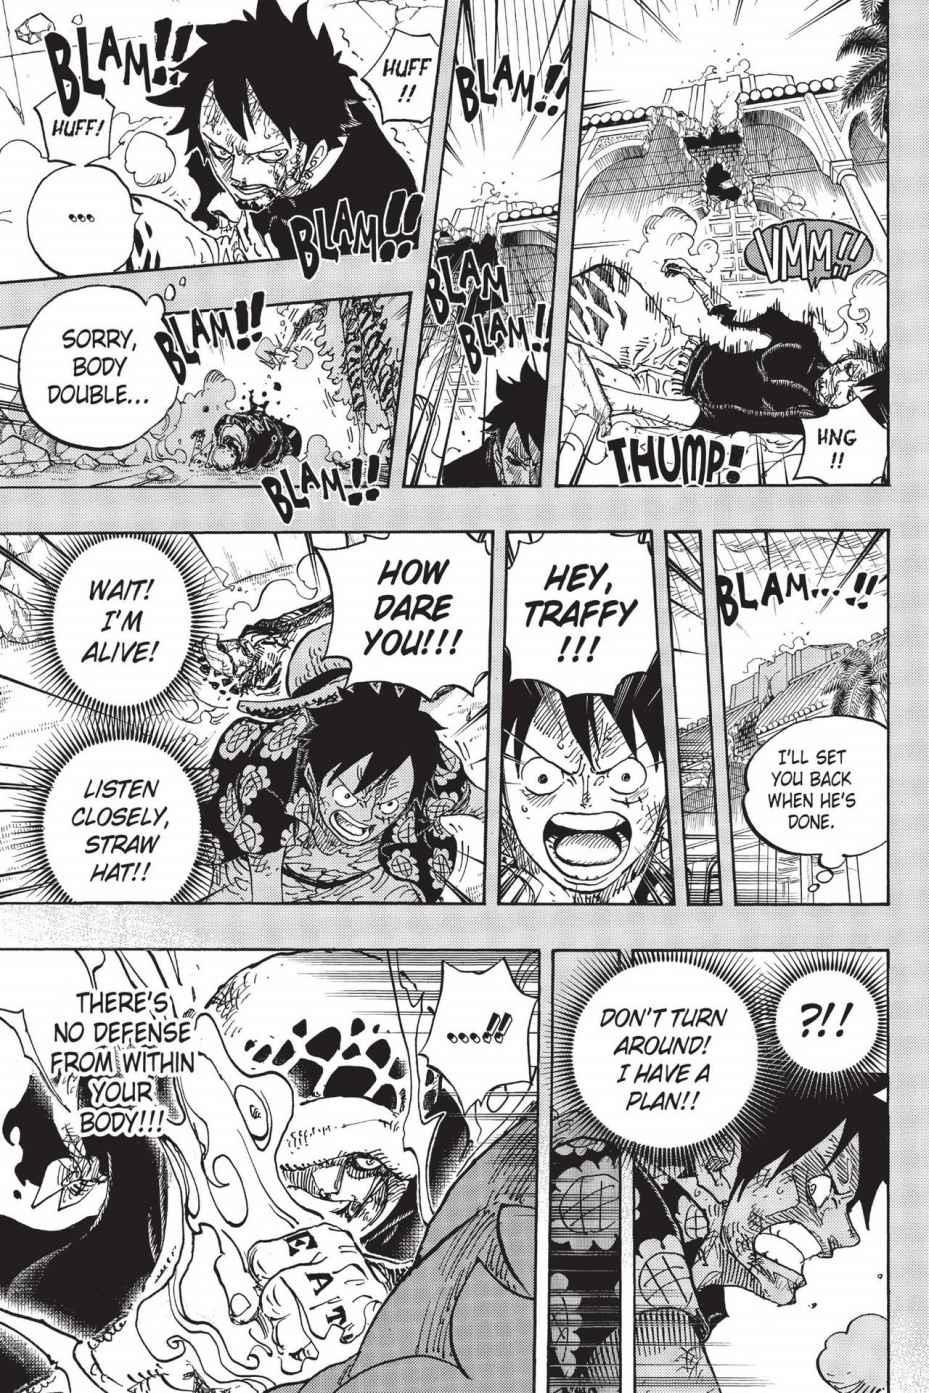 VMM!!
HNG
!!
THUMP!
BLAM!!
BLAM
BLAM!!
HUFF
!!
BLAM!!
HUFF!
BLAM!!
...
SORRY,
BODY
DOUBLE...
BLAM!!
BLAM!!
BLAM...!!
I'LL SET
YOU BACK
WHEN HE'S
DONE.
HEY,
TRAFFY
!!!
HOW
DARE
YOU!!!
WAIT!
I'M
ALIVE!
LISTEN
CLOSELY,
STRAW
HAT!!
?!!
DON'T TURN
AROUND!
I HAVE A
PLAN!!
...!!
THERE'S
NO DEFENSE
FROM WITHIN
YOUR
BODY!!!
EAT